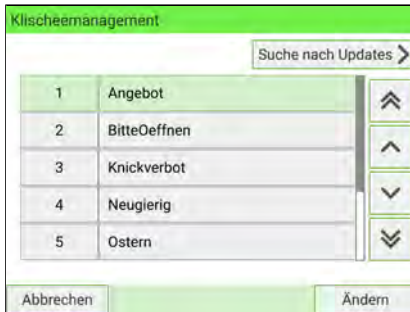 Klischeemanagement
Suche nach Updates
1 Angebot
2 BitteOeffnen
3 Knickverbot
4 Neugierig
5 Ostern
Abbrechen Ändern